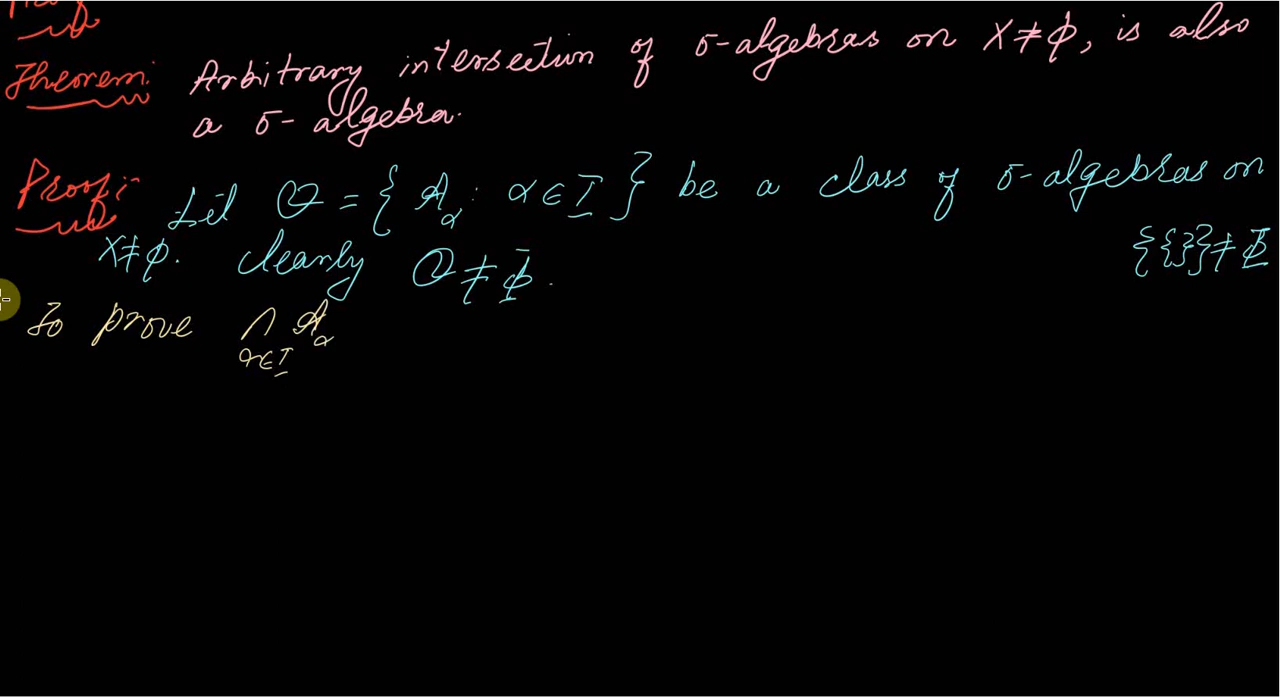 Theorem: Arbitrary intersection of σ-algebras on X≠ϕ, is also
a σ-algebra.
Proof: Let 𝒪 = { 𝒜_α : α∈I } be a class of σ-algebras on
X≠ϕ. Clearly 𝒪 ≠ Φ.
{{}}≠Φ
To prove ∩_{α∈I} 𝒜_α